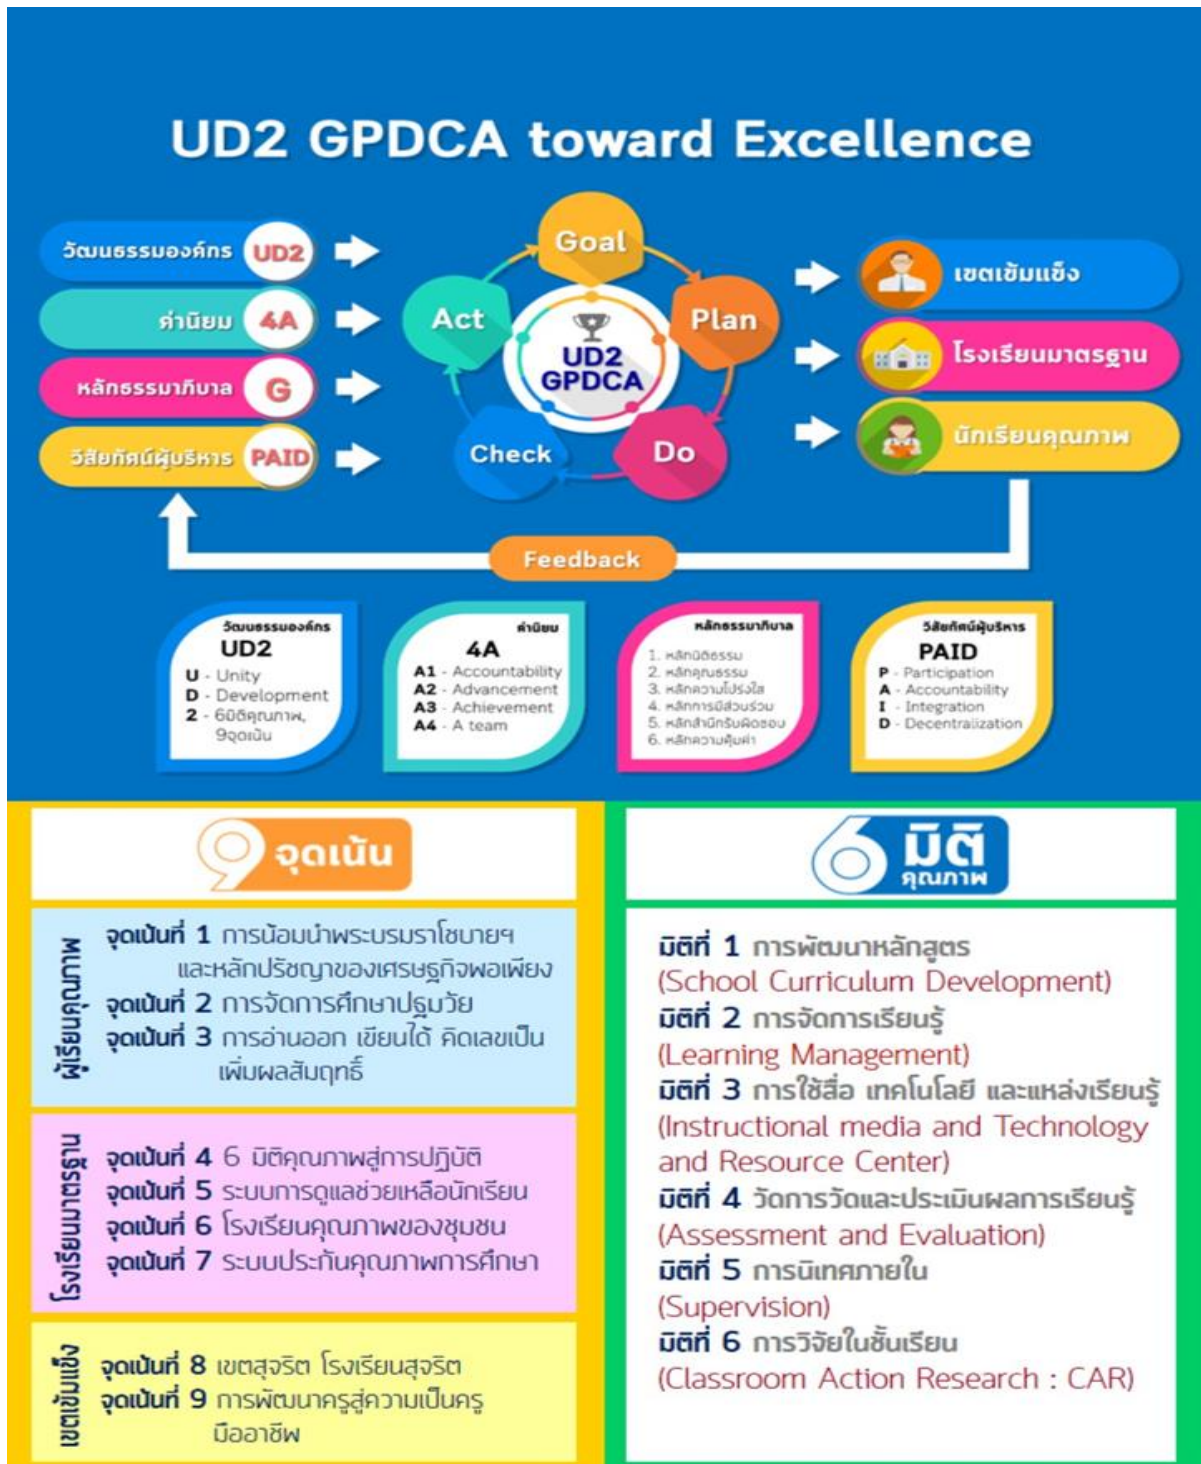 UD2 GPDCA toward Excellence
วัฒนธรรมองค์กร UD2
ค่านิยม 4A
หลักธรรมาภิบาล G
วิสัยทัศน์ผู้บริหาร PAID
Goal
Plan
Do
Check
Act
UD2
GPDCA
เขตเข้มแข็ง
โรงเรียนมาตรฐาน
นักเรียนคุณภาพ
Feedback
วัฒนธรรมองค์กร
UD2
U - Unity
D - Development
2 - 6มิติคุณภาพ,
9จุดเน้น
ค่านิยม
4A
A1 - Accountability
A2 - Advancement
A3 - Achievement
A4 - A team
หลักธรรมาภิบาล
1. หลักนิติธรรม
2. หลักคุณธรรม
3. หลักความโปร่งใส
4. หลักการมีส่วนร่วม
5. หลักสำนึกรับผิดชอบ
6. หลักความคุ้มค่า
วิสัยทัศน์ผู้บริหาร
PAID
P - Participation
A - Accountability
I - Integration
D - Decentralization
9 จุดเน้น
ผู้เรียนคุณภาพ
จุดเน้นที่ 1 การน้อมนำพระบรมราโชบายฯ
และหลักปรัชญาของเศรษฐกิจพอเพียง
จุดเน้นที่ 2 การจัดการศึกษาปฐมวัย
จุดเน้นที่ 3 การอ่านออก เขียนได้ คิดเลขเป็น
เพิ่มผลสัมฤทธิ์
โรงเรียนมาตรฐาน
จุดเน้นที่ 4 6 มิติคุณภาพสู่การปฏิบัติ
จุดเน้นที่ 5 ระบบการดูแลช่วยเหลือนักเรียน
จุดเน้นที่ 6 โรงเรียนคุณภาพของชุมชน
จุดเน้นที่ 7 ระบบประกันคุณภาพการศึกษา
เขตเข้มแข็ง
จุดเน้นที่ 8 เขตสุจริต โรงเรียนสุจริต
จุดเน้นที่ 9 การพัฒนาครูสู่ความเป็นครู
มืออาชีพ
6 มิติ
คุณภาพ
มิติที่ 1 การพัฒนาหลักสูตร
(School Curriculum Development)
มิติที่ 2 การจัดการเรียนรู้
(Learning Management)
มิติที่ 3 การใช้สื่อ เทคโนโลยี และแหล่งเรียนรู้
(Instructional media and Technology
and Resource Center)
มิติที่ 4 วัดการวัดและประเมินผลการเรียนรู้
(Assessment and Evaluation)
มิติที่ 5 การนิเทศภายใน
(Supervision)
มิติที่ 6 การวิจัยในชั้นเรียน
(Classroom Action Research : CAR)